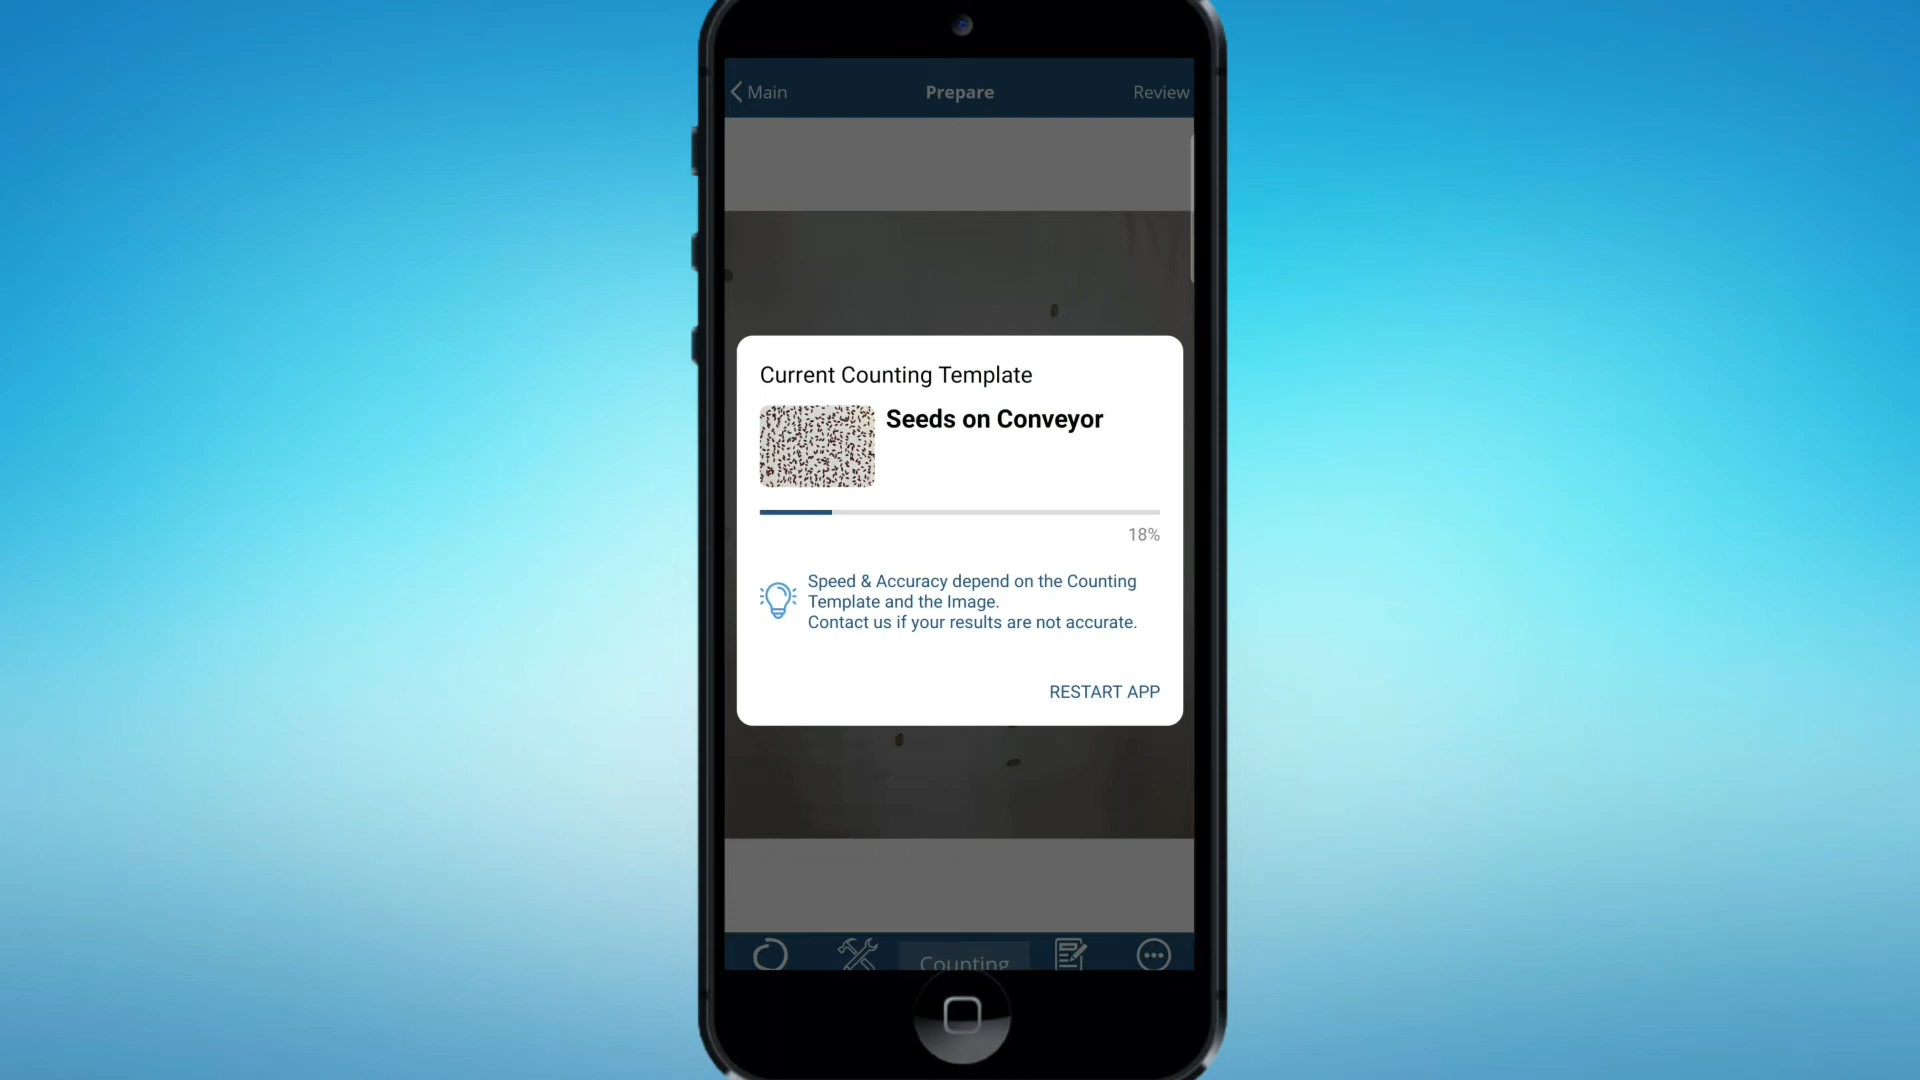 Main
Prepare
Review
Current Counting Template
Seeds on Conveyor
18%
Speed & Accuracy depend on the Counting
Template and the Image.
Contact us if your results are not accurate.
RESTART APP
Counting